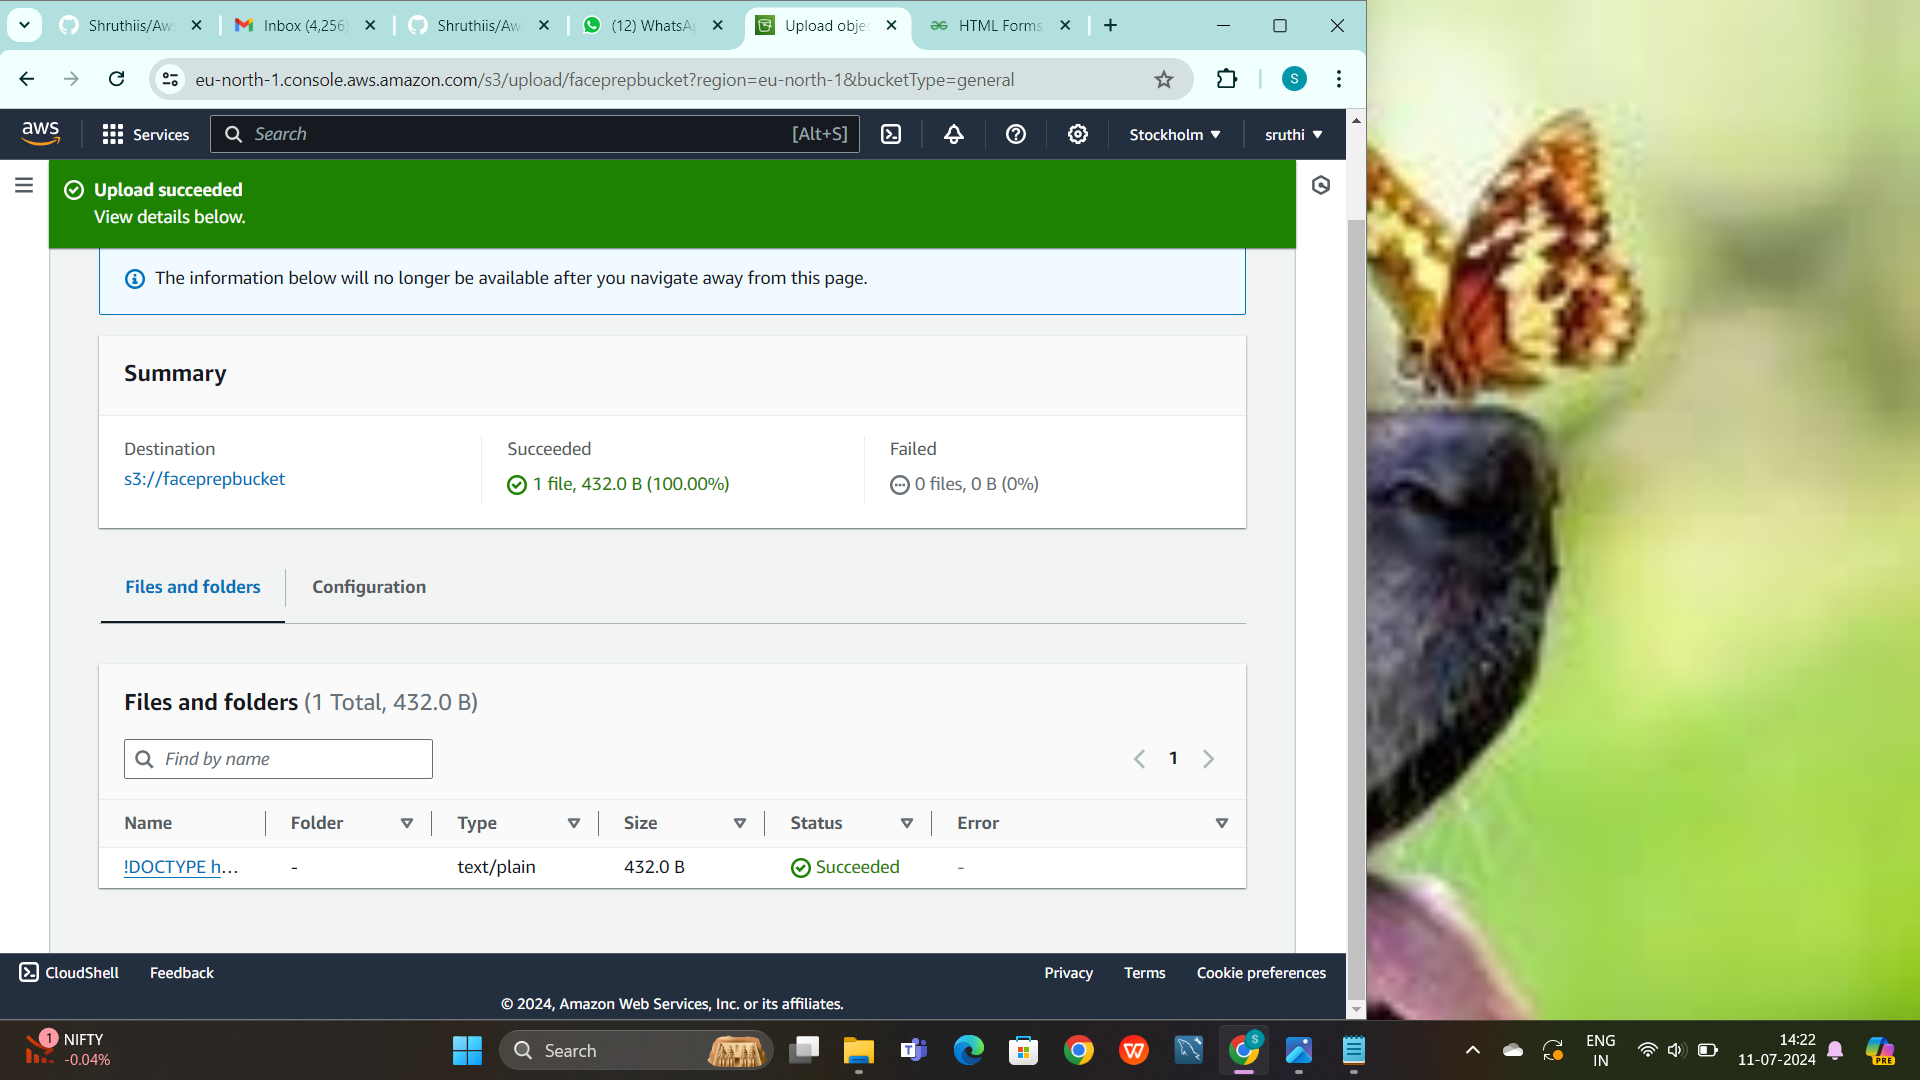 Shruthiis/Aw
Inbox (4,256)
Shruthiis/Aw
(12) WhatsAp
Upload objec
HTML Forms
eu-north-1.console.aws.amazon.com/s3/upload/faceprepbucket?region=eu-north-1&bucketType=general
S
aws
Services
Search
[Alt+S]
Stockholm
sruthi
Upload succeeded
View details below.
The information below will no longer be available after you navigate away from this page.
Summary
Destination
Succeeded
Failed
s3://faceprepbucket
1 file, 432.0 B (100.00%)
0 files, 0 B (0%)
Files and folders
Configuration
Files and folders (1 Total, 432.0 B)
Find by name
1
Name
Folder
Type
Size
Status
Error
!DOCTYPE h...
-
text/plain
432.0 B
Succeeded
-
CloudShell
Feedback
Privacy
Terms
Cookie preferences
© 2024, Amazon Web Services, Inc. or its affiliates.
1
NIFTY
-0.04%
Search
S
ENG
IN
14:22
11-07-2024
PRE